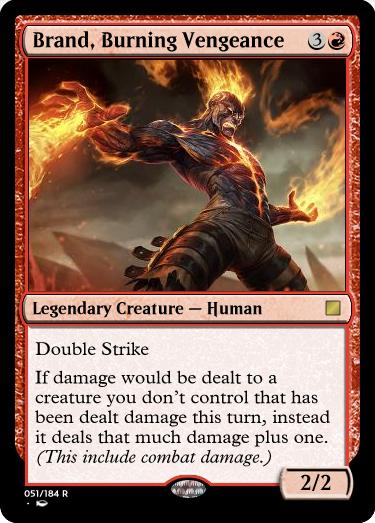 Brand, Burning Vengeance 3
Legendary Creature — Human
Double Strike
If damage would be dealt to a
creature you don't control that has
been dealt damage this turn, instead
it deals that much damage plus one.
(This include combat damage.)
2/2
051/184 R